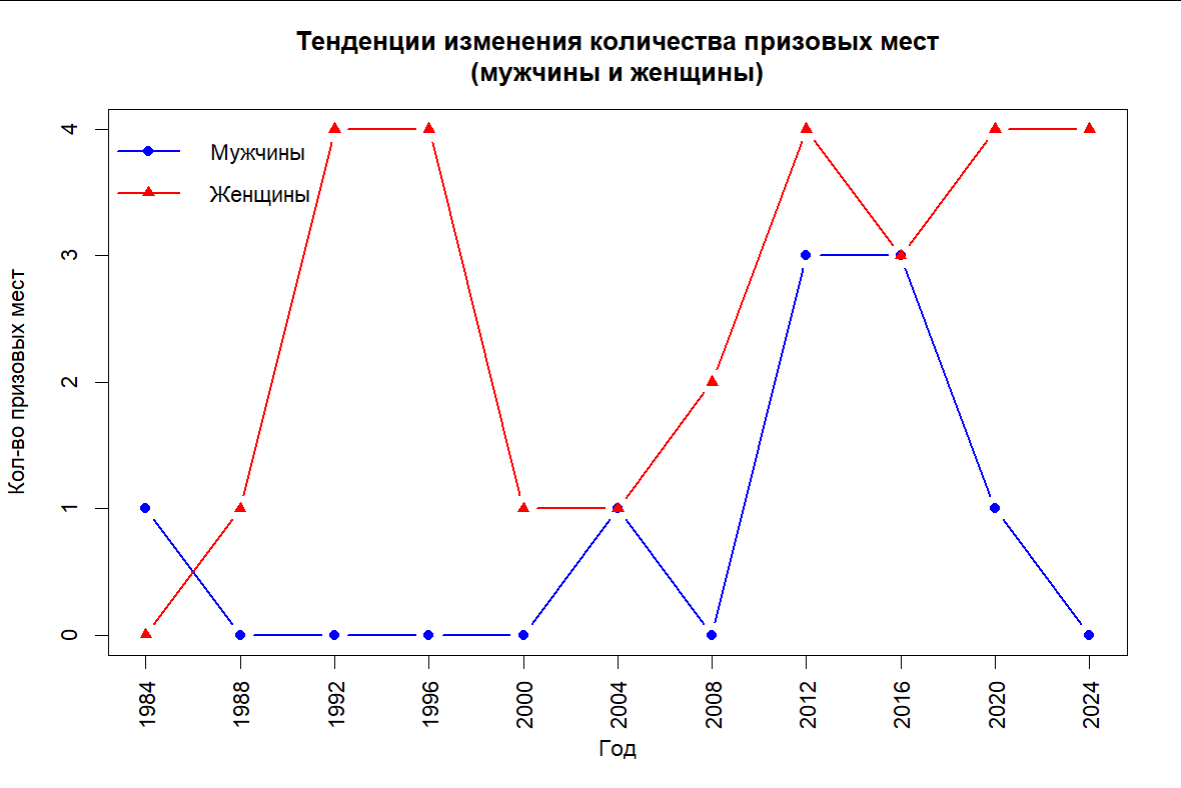 Тенденции изменения количества призовых мест
(мужчины и женщины)
Мужчины
Женщины
Кол-во призовых мест
4
3
2
1
0
1984
1988
1992
1996
2000
2004
2008
2012
2016
2020
2024
Год